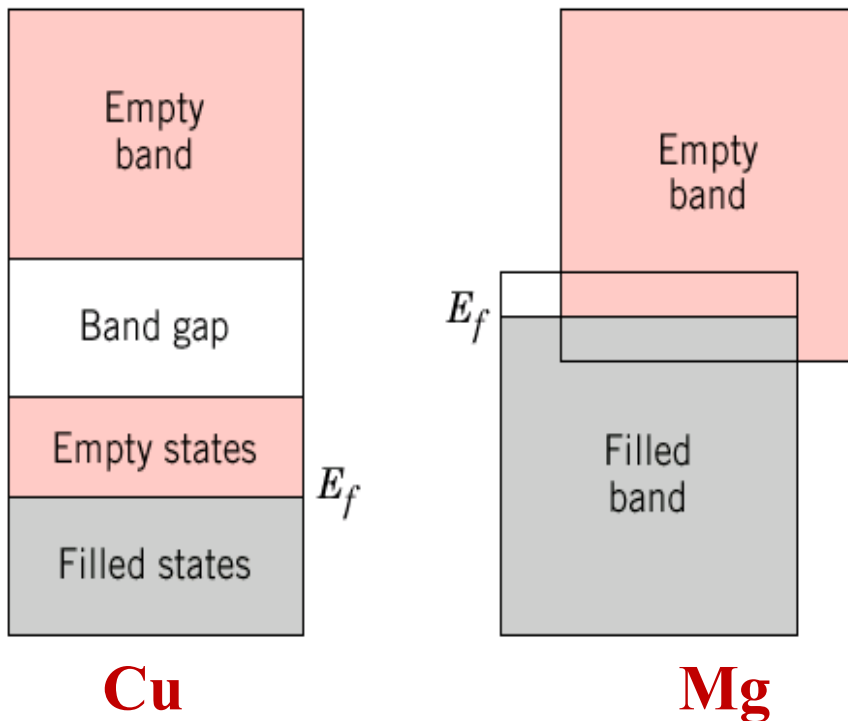 Empty
band
Band gap
Empty states
E_f
Filled states
Cu
Empty
band
E_f
Filled
band
Mg